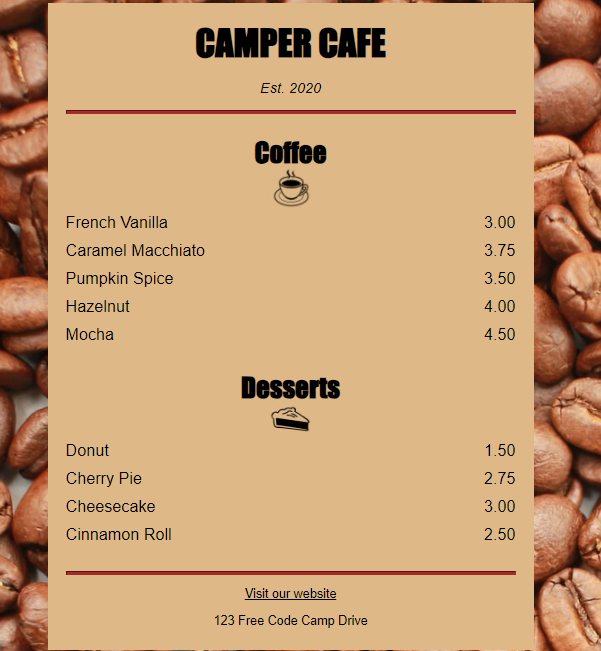 CAMPER CAFE
Est. 2020
Coffee
French Vanilla 3.00
Caramel Macchiato 3.75
Pumpkin Spice 3.50
Hazelnut 4.00
Mocha 4.50
Desserts
Donut 1.50
Cherry Pie 2.75
Cheesecake 3.00
Cinnamon Roll 2.50
Visit our website
123 Free Code Camp Drive